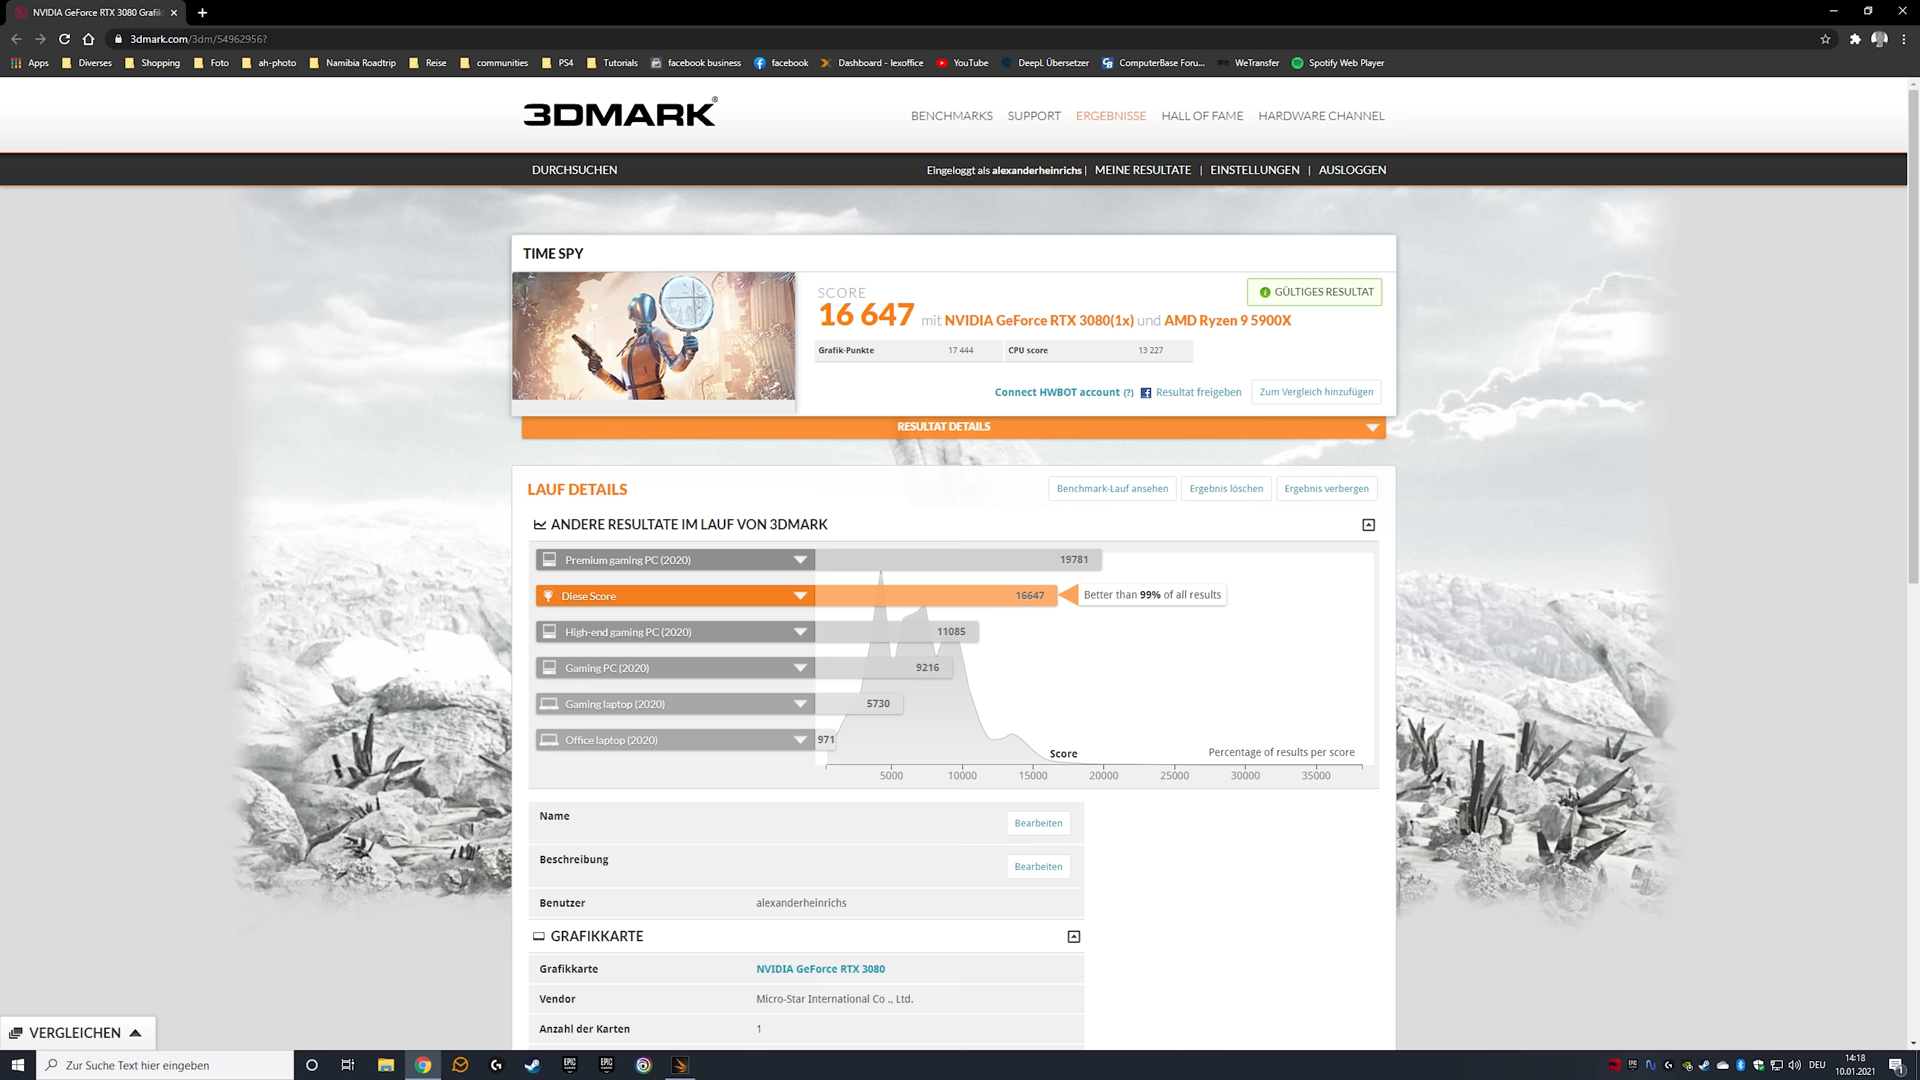 NVIDIA GeForce RTX 3080 Grafik
3dmark.com/3dm/54962956?
Apps Diverses Shopping Foto ah-photo Namibia Roadtrip Reise communities PS4 Tutorials facebook business facebook Dashboard - lexoffice YouTube DeepL Übersetzer ComputerBase Foru... WeTransfer Spotify Web Player
3DMARK®
BENCHMARKS SUPPORT ERGEBNISSE HALL OF FAME HARDWARE CHANNEL
DURCHSUCHEN
Eingeloggt als alexanderheinrichs | MEINE RESULTATE | EINSTELLUNGEN | AUSLOGGEN
TIME SPY
SCORE
GÜLTIGES RESULTAT
16 647 mit NVIDIA GeForce RTX 3080(1x) und AMD Ryzen 9 5900X
Grafik-Punkte 17 444 CPU score 13 227
Connect HWBOT account (?) Resultat freigeben Zum Vergleich hinzufügen
RESULTAT DETAILS
LAUF DETAILS
Benchmark-Lauf ansehen Ergebnis löschen Ergebnis verbergen
ANDERE RESULTATE IM LAUF VON 3DMARK
Premium gaming PC (2020) 19781
Diese Score 16647 Better than 99% of all results
High-end gaming PC (2020) 11085
Gaming PC (2020) 9216
Gaming laptop (2020) 5730
Office laptop (2020) 971
Score Percentage of results per score
5000 10000 15000 20000 25000 30000 35000
Name Bearbeiten
Beschreibung Bearbeiten
Benutzer alexanderheinrichs
GRAFIKKARTE
Grafikkarte NVIDIA GeForce RTX 3080
Vendor Micro-Star International Co ., Ltd.
Anzahl der Karten 1
VERGLEICHEN
Zur Suche Text hier eingeben
DEU
14:18
10.01.2021